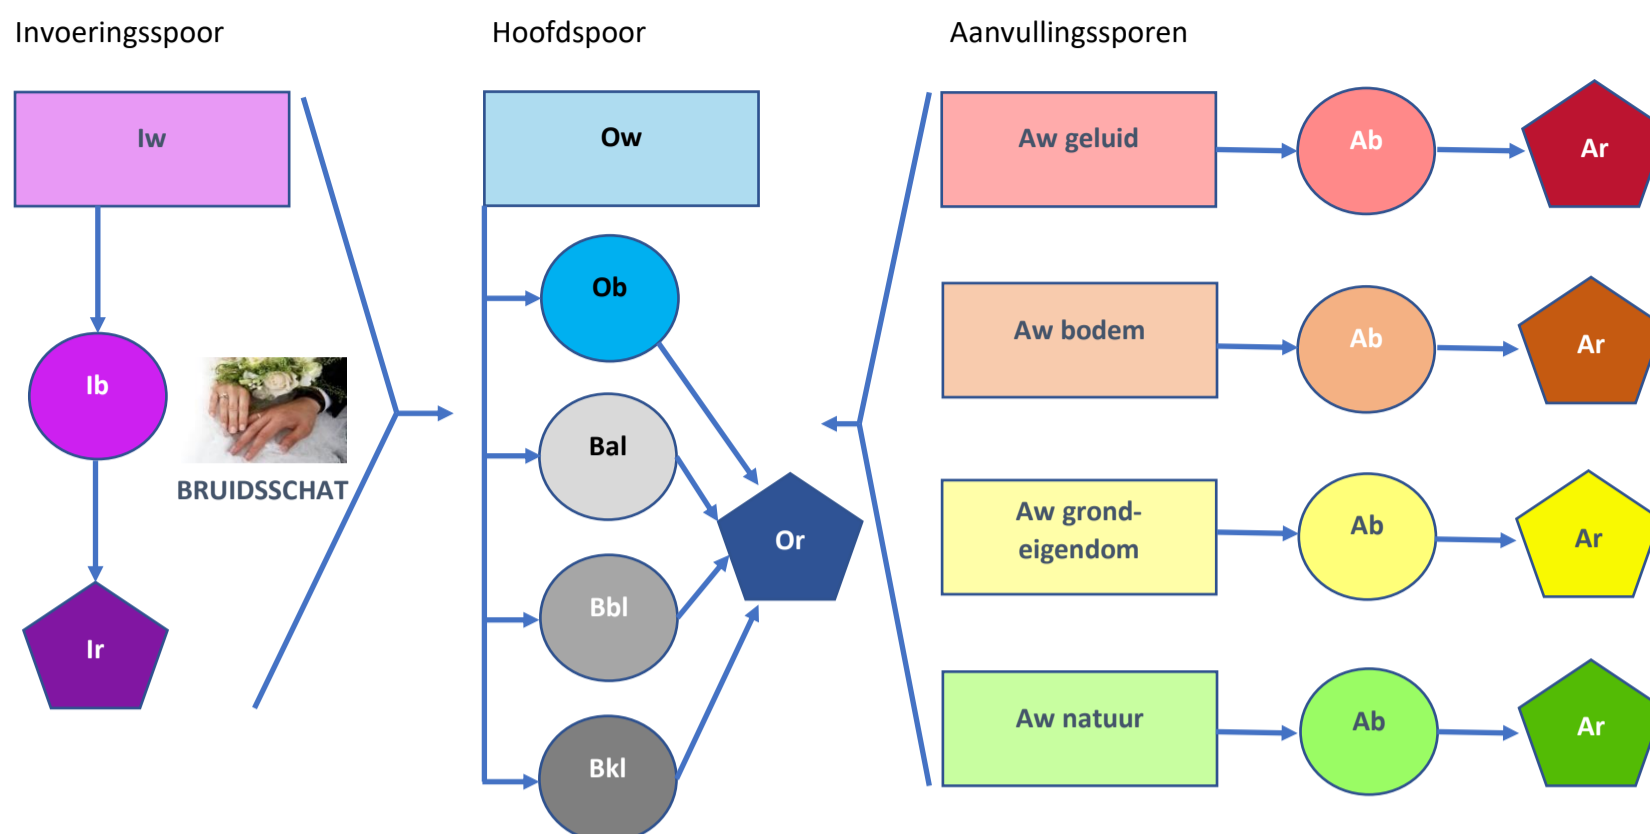 Invoeringsspoor
Iw
Ib
BRUIDSSCHAT
Ir
Hoofdspoor
Ow
Ob
Bal
Bbl
Bkl
Or
Aanvullingssporen
Aw geluid
Ab
Ar
Aw bodem
Ab
Ar
Aw grond-
eigendom
Ab
Ar
Aw natuur
Ab
Ar